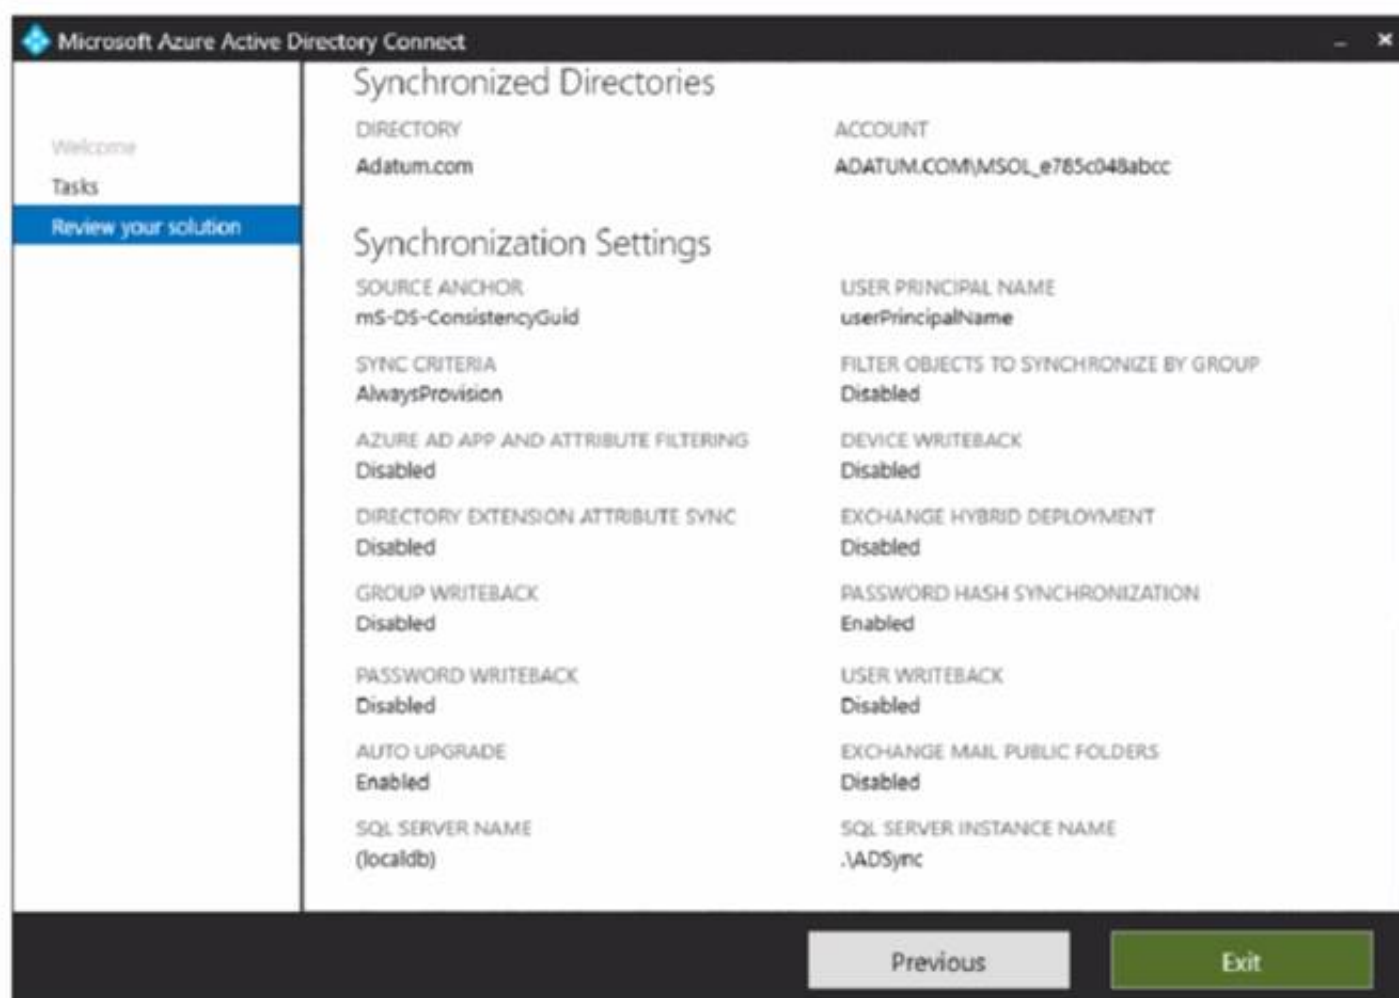 Microsoft Azure Active Directory Connect
Welcome
Tasks
Review your solution
Synchronized Directories
DIRECTORY ACCOUNT
Adatum.com ADATUM.COM\MSOL_e785c048abcc
Synchronization Settings
SOURCE ANCHOR USER PRINCIPAL NAME
mS-DS-ConsistencyGuid userPrincipalName
SYNC CRITERIA FILTER OBJECTS TO SYNCHRONIZE BY GROUP
AlwaysProvision Disabled
AZURE AD APP AND ATTRIBUTE FILTERING DEVICE WRITEBACK
Disabled Disabled
DIRECTORY EXTENSION ATTRIBUTE SYNC EXCHANGE HYBRID DEPLOYMENT
Disabled Disabled
GROUP WRITEBACK PASSWORD HASH SYNCHRONIZATION
Disabled Enabled
PASSWORD WRITEBACK USER WRITEBACK
Disabled Disabled
AUTO UPGRADE EXCHANGE MAIL PUBLIC FOLDERS
Enabled Disabled
SQL SERVER NAME SQL SERVER INSTANCE NAME
(localdb) .\ADSync
Previous Exit